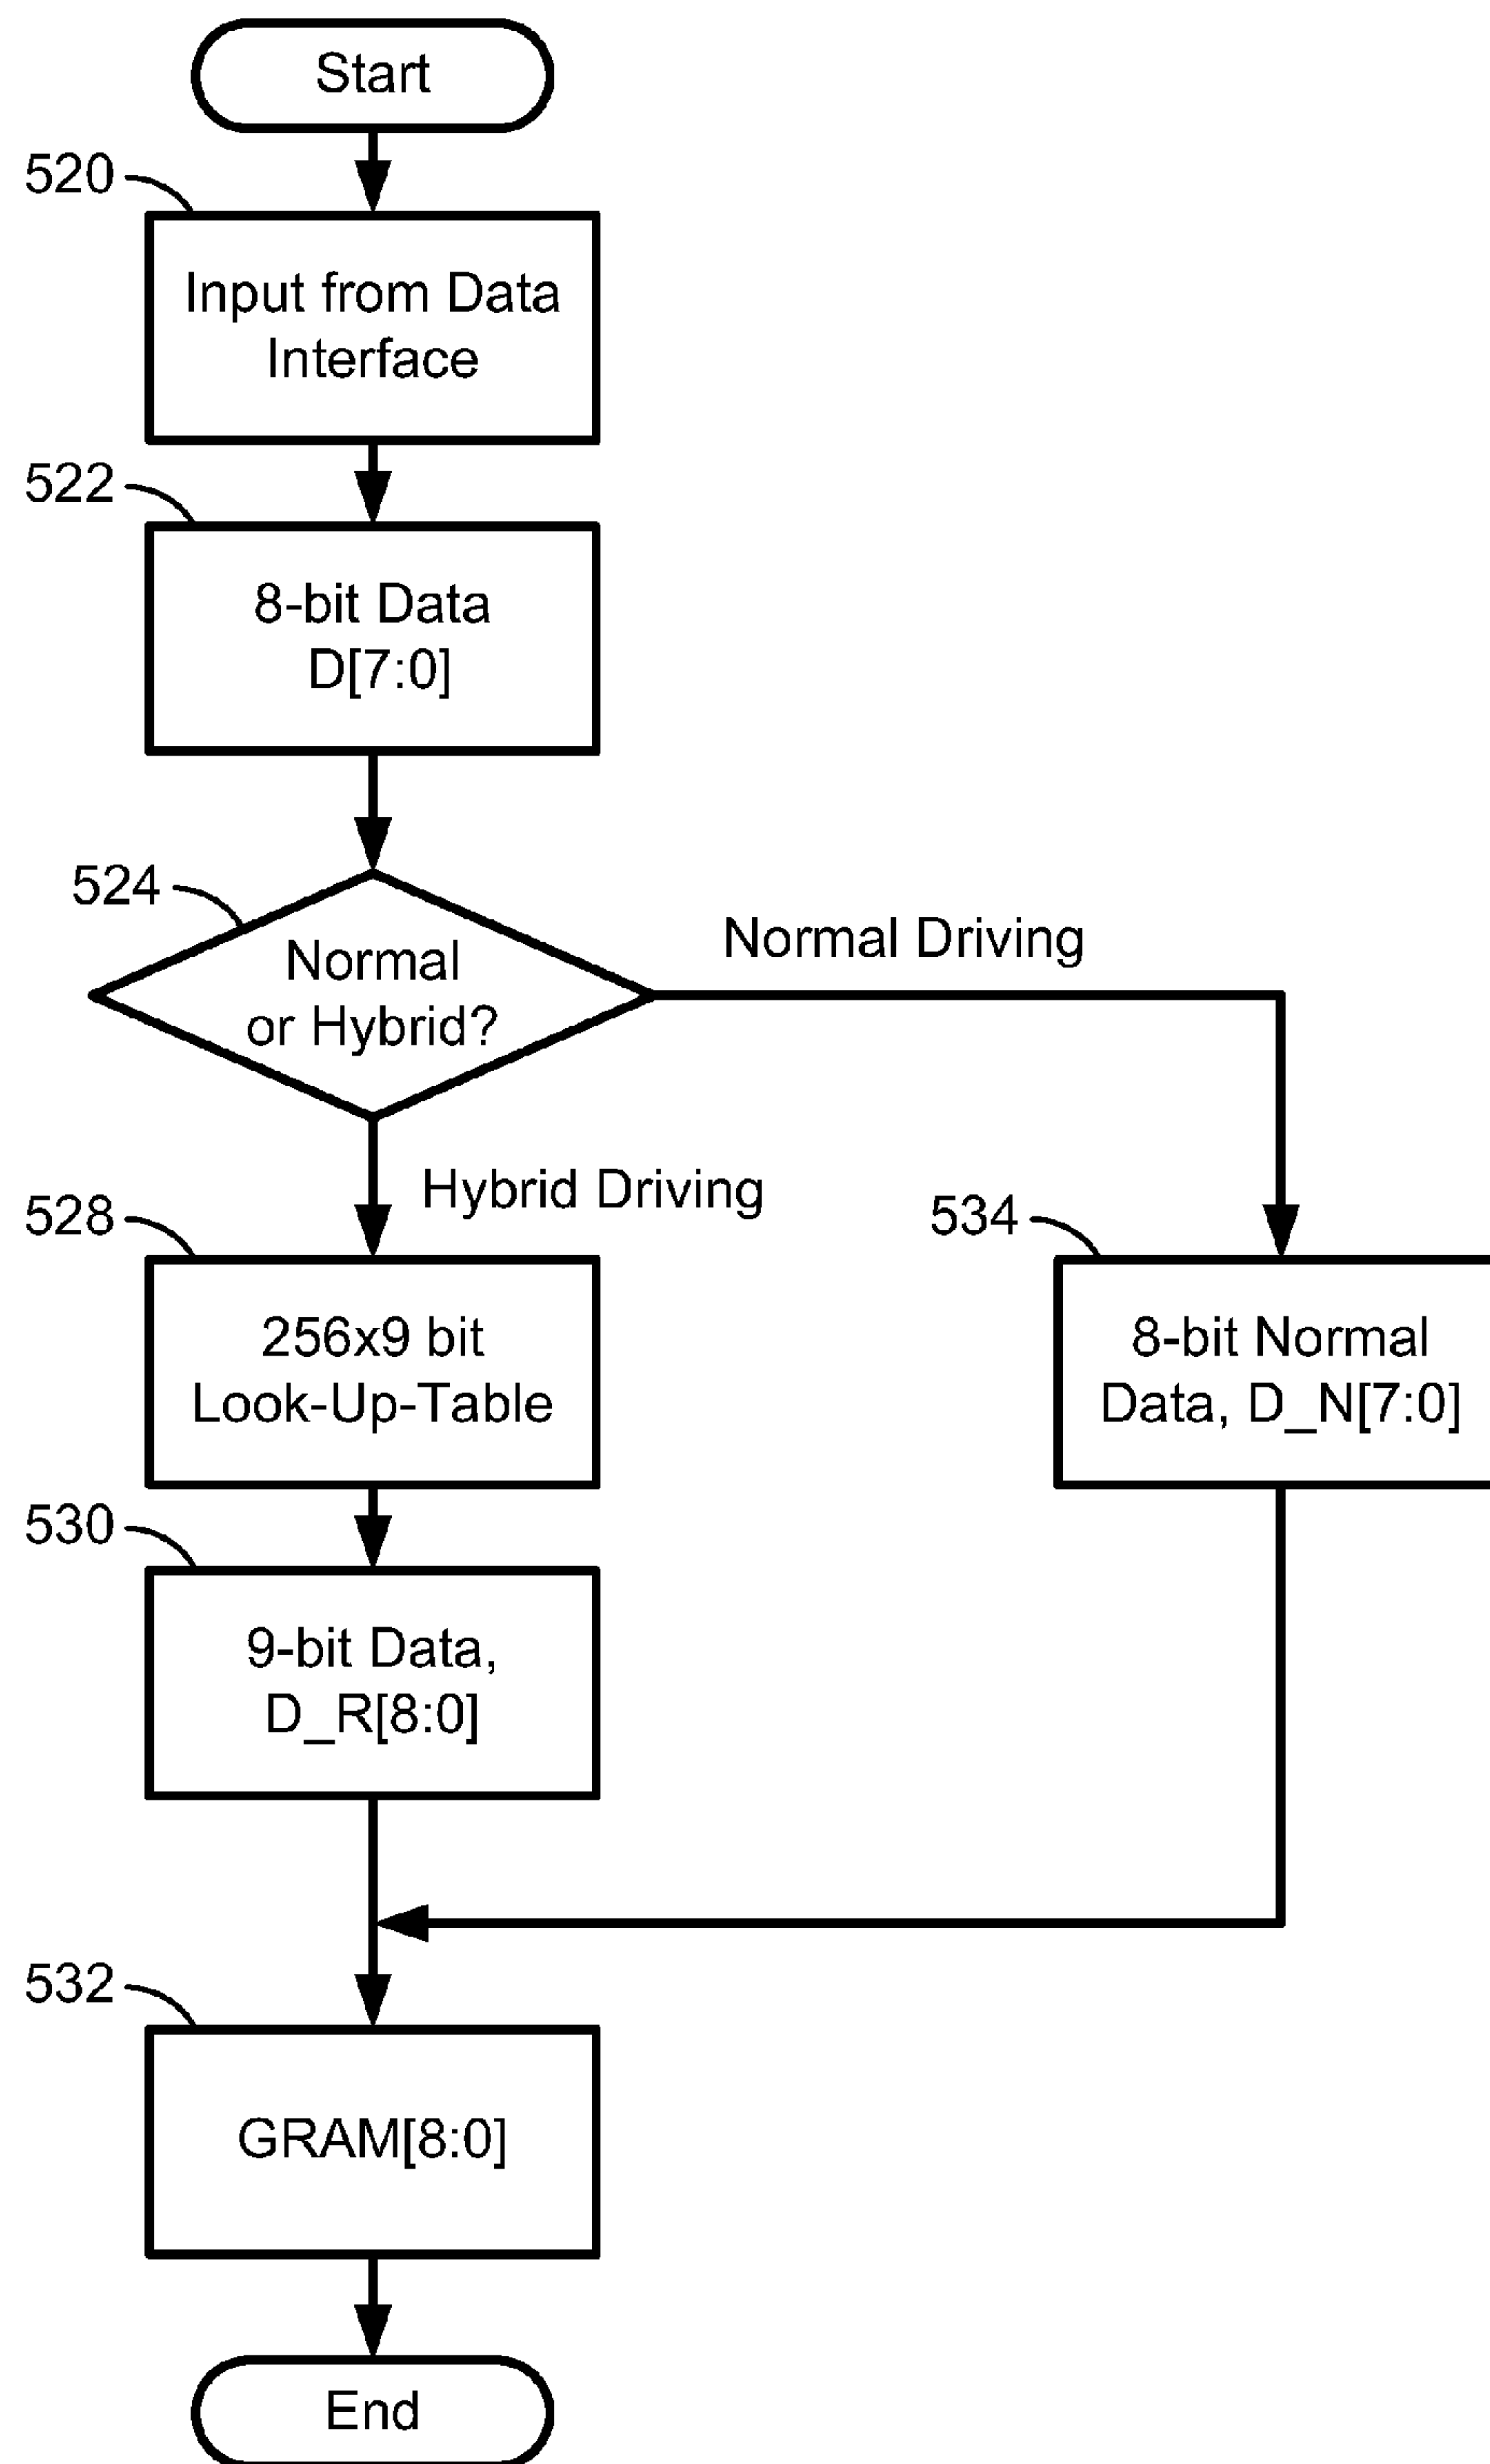 Start
520
Input from Data
Interface
522
8-bit Data
D[7:0]
524
Normal
or Hybrid?
Normal Driving
Hybrid Driving
528
256x9 bit
Look-Up-Table
534
8-bit Normal
Data, D_N[7:0]
530
9-bit Data,
D_R[8:0]
532
GRAM[8:0]
End